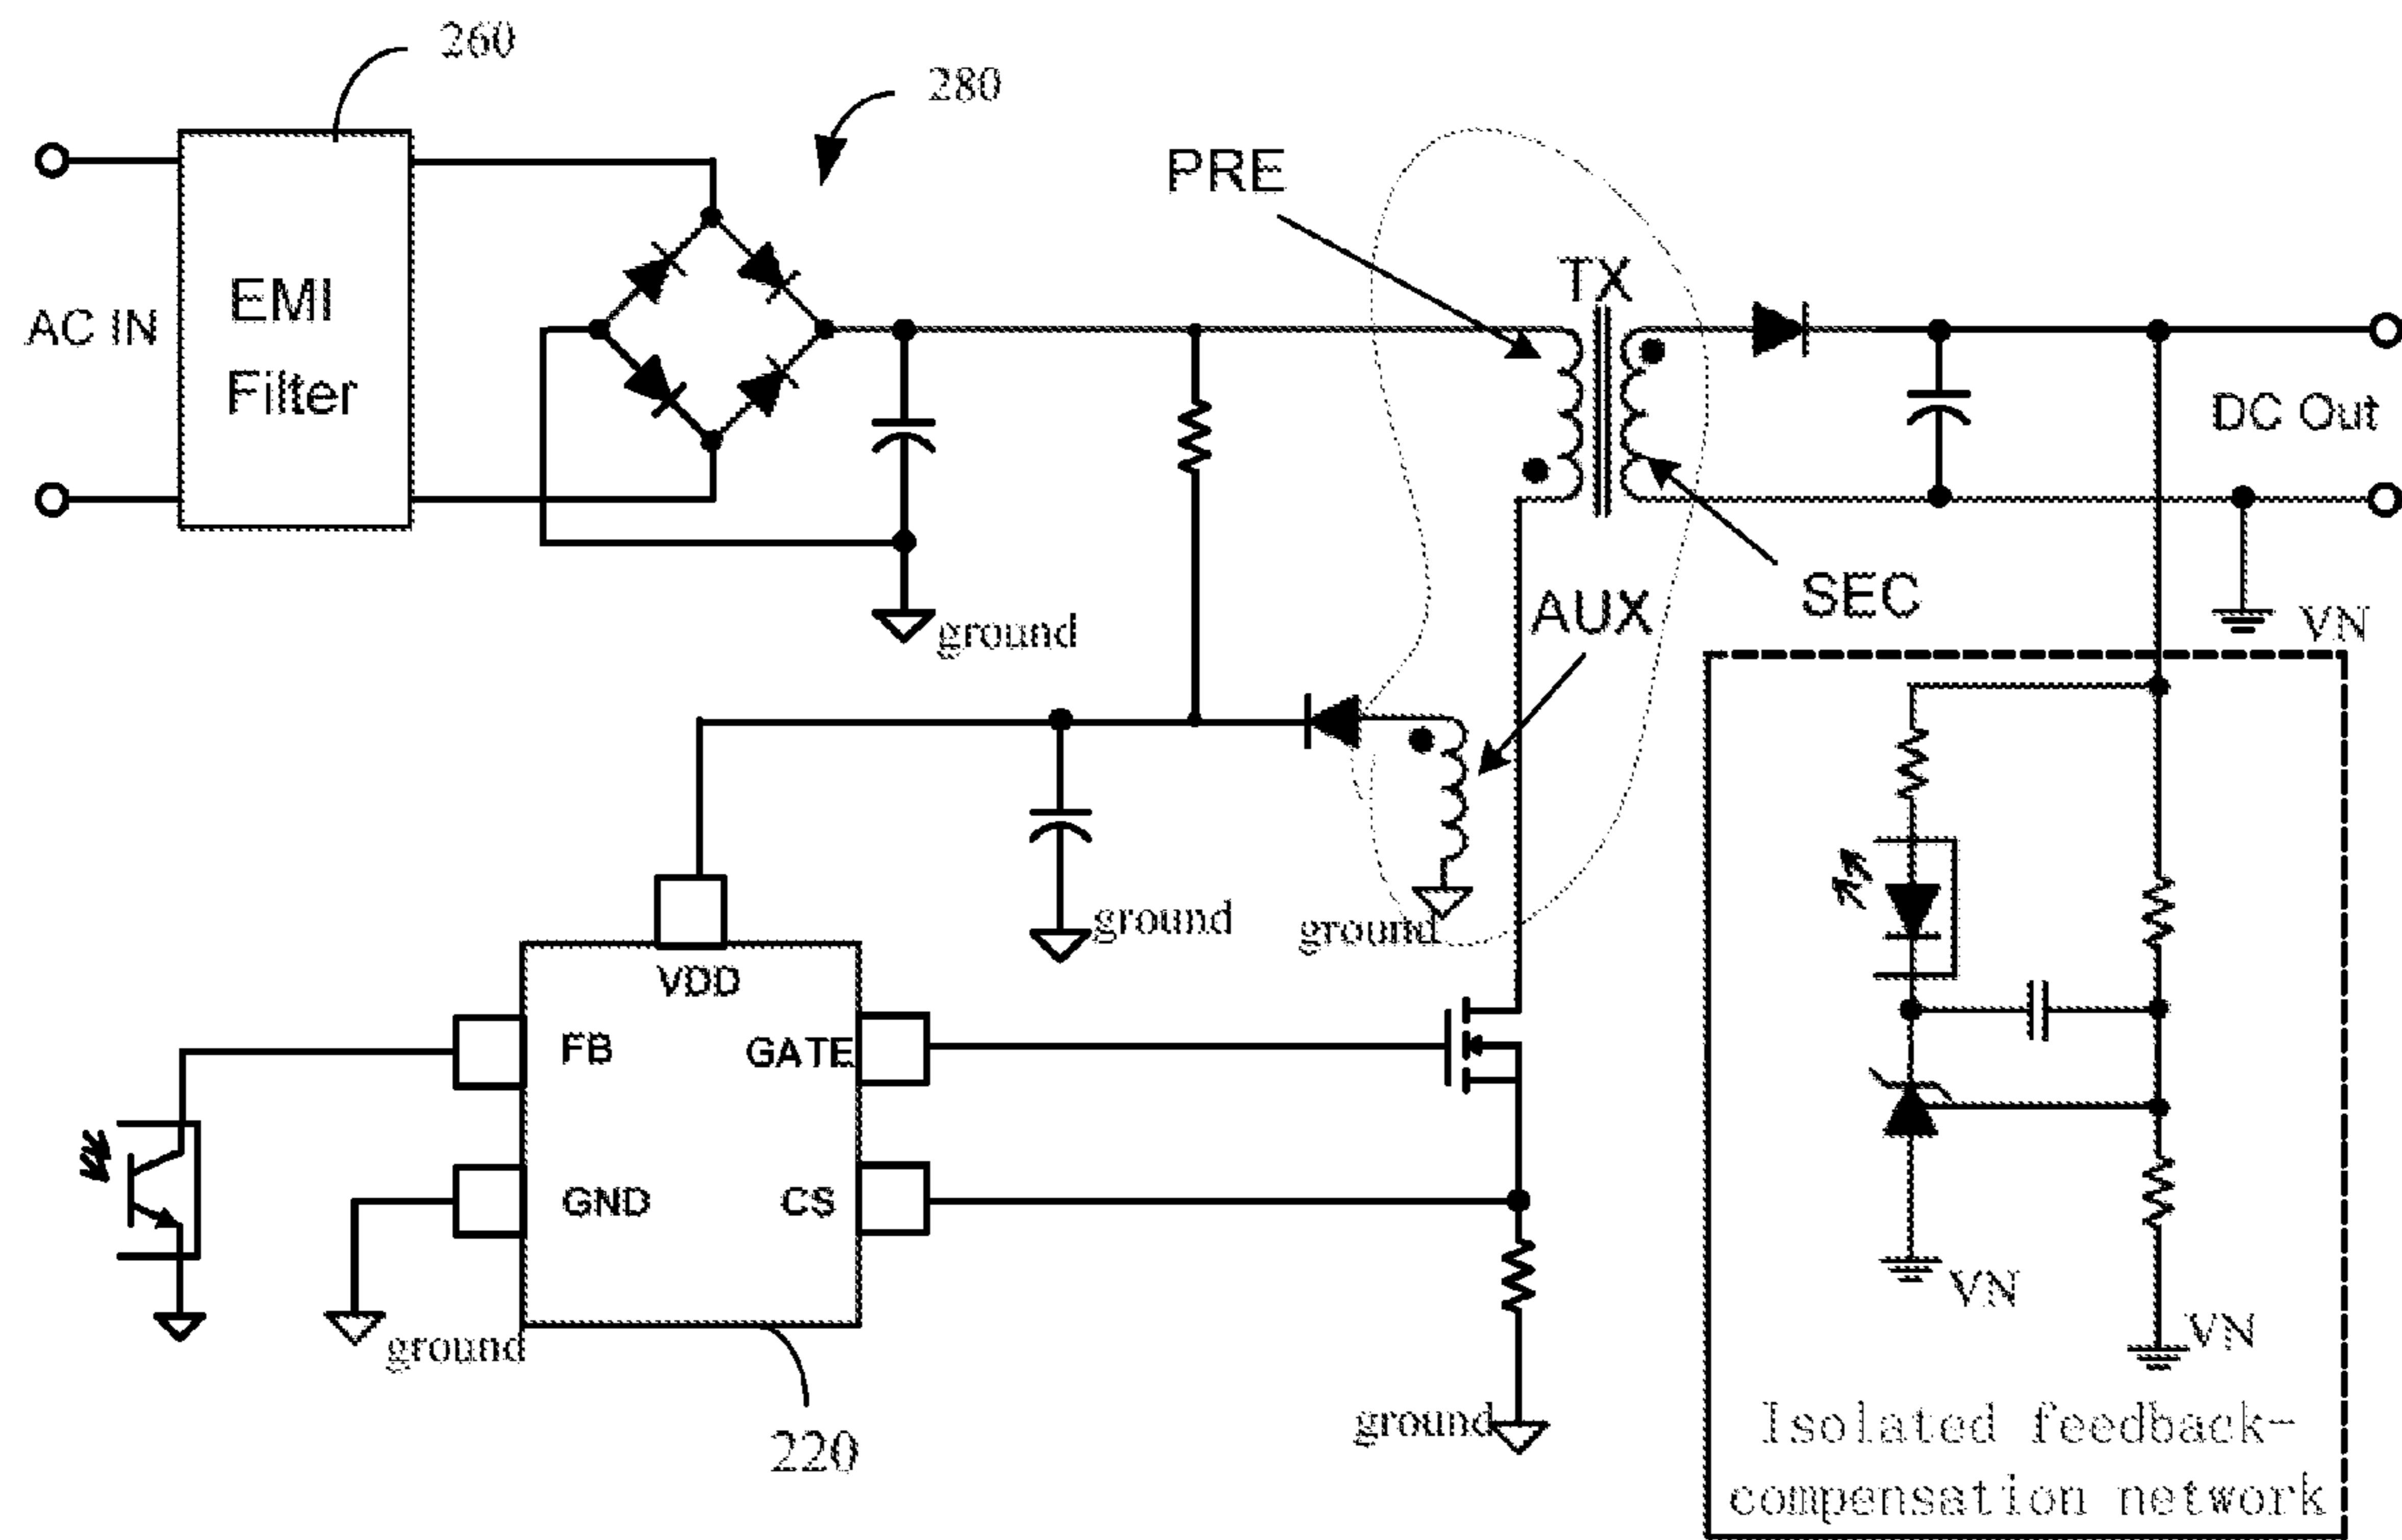 260
280
PRE
TX
EMI
Filter
AC IN
DC Out
SEC
AUX
VN
ground
ground
ground
VDD
FB
GATE
GND
CS
ground
220
ground
VN
VN
Isolated feedback-
compensation network